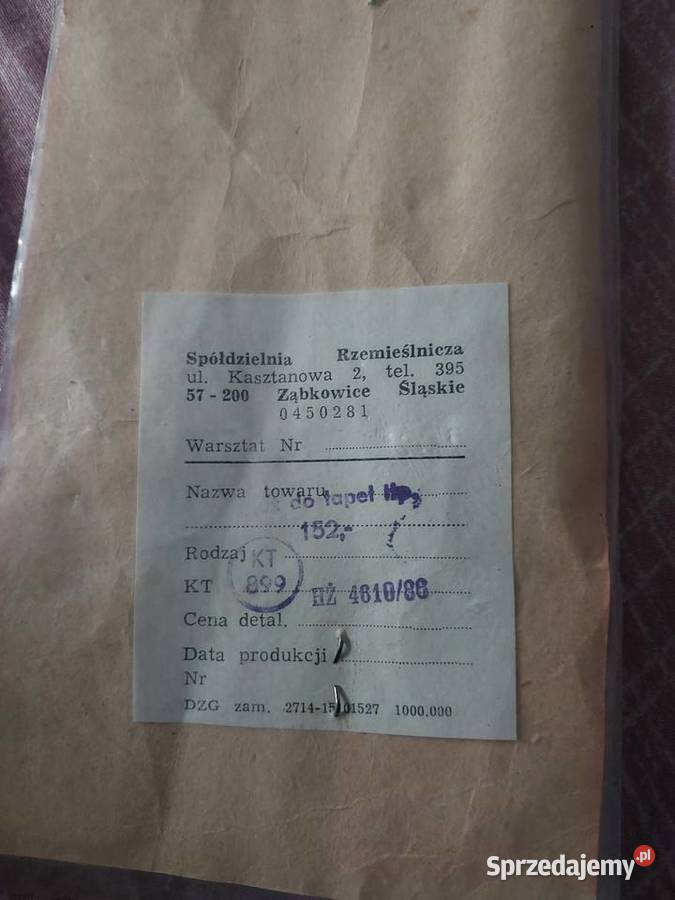 Spółdzielnia Rzemieślnicza
ul. Kasztanowa 2, tel. 395
57-200 Ząbkowice Śląskie
0450281
Warsztat Nr
Nazwa towaru
do tapet
152,-
Rodzaj
KT
KT 899 HŻ 4610/86
Cena detal.
Data produkcji
Nr
DZG zam. 2714-15 01527 1000.000
Sprzedajemy.pl